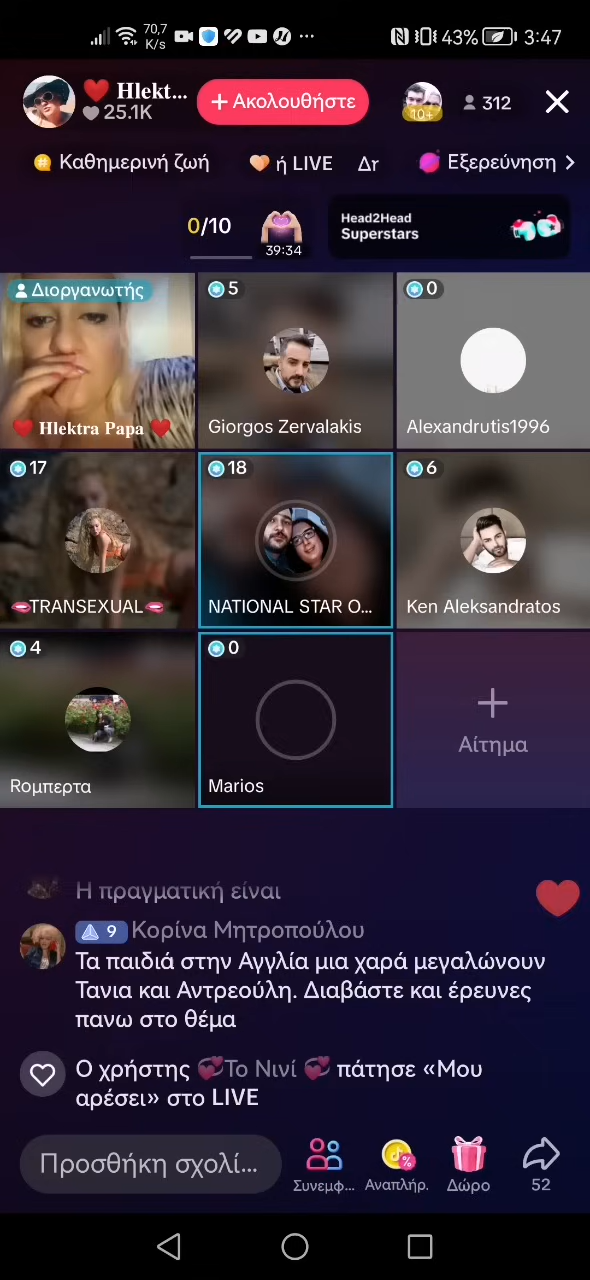 70,7
K/s
43%
3:47
Hlekt...
25.1K
+ Ακολουθήστε
10+
312
Καθημερινή ζωή
ή LIVE
Εξερεύνηση
0/10
39:34
Head2Head
Superstars
Διοργανωτής
Hlektra Papa
5
Giorgos Zervalakis
0
Alexandrutis1996
17
TRANSEXUAL
18
NATIONAL STAR O...
6
Ken Aleksandratos
4
Ρομπερτα
0
Marios
Αίτημα
Η πραγματική είναι
9 Κορίνα Μητροπούλου
Τα παιδιά στην Αγγλία μια χαρά μεγαλώνουν
Τανια και Αντρεούλη. Διαβάστε και έρευνες
πανω στο θέμα
Ο χρήστης 💞Το Νινί 💞 πάτησε «Μου
αρέσει» στο LIVE
Προσθήκη σχολί...
Συνεμφ...
Αναπλήρ.
Δώρο
52